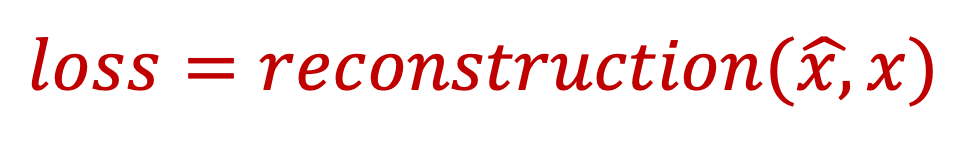 loss = reconstruction(x̂, x)